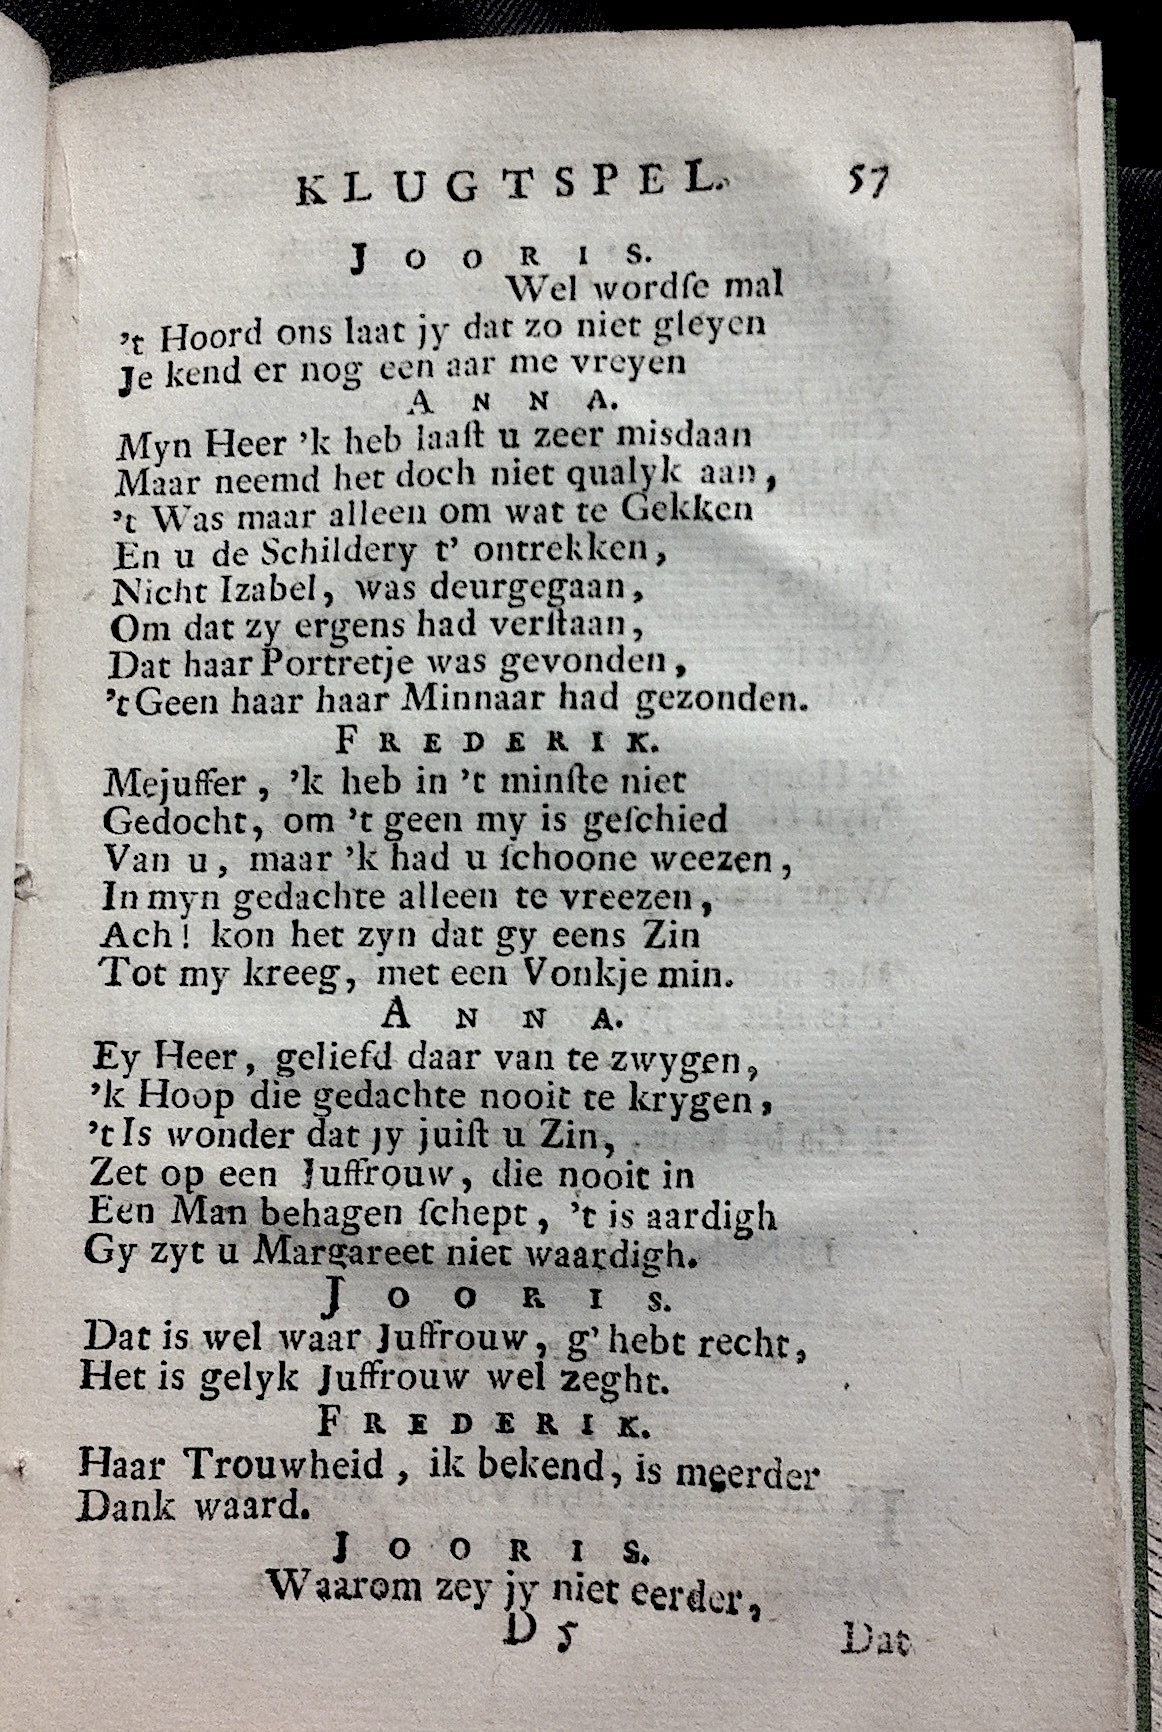 KLUGTSPEL. 57
JOORIS.
Wel wordſe mal
't Hoord ons laat jy dat zo niet gleyen
Je kend er nog een aar me vreyen
ANNA.
Myn Heer 'k heb laaſt u zeer misdaan
Maar neemd het doch niet qualyk aan,
't Was maar alleen om wat te Gekken
En u de Schildery t' ontrekken,
Nicht Izabel, was deurgegaan,
Om dat zy ergens had verſtaan,
Dat haar Portretje was gevonden,
't Geen haar haar Minnaar had gezonden.
FREDERIK.
Mejuffer, 'k heb in 't minſte niet
Gedocht, om 't geen my is geſchied
Van u, maar 'k had u ſchoone weezen,
In myn gedachte alleen te vreezen,
Ach! kon het zyn dat gy eens Zin
Tot my kreeg, met een Vonkje min.
ANNA.
Ey Heer, geliefd daar van te zwygen,
'k Hoop die gedachte nooit te krygen,
't Is wonder dat jy juiſt u Zin,
Zet op een Juffrouw, die nooit in
Een Man behagen ſchept, 't is aardigh
Gy zyt u Margareet niet waardigh.
JOORIS.
Dat is wel waar Juffrouw, g' hebt recht,
Het is gelyk Juffrouw wel zeght.
FREDERIK.
Haar Trouwheid, ik bekend, is meerder
Dank waard.
JOORIS.
Waarom zey jy niet eerder,
D 5 Dat